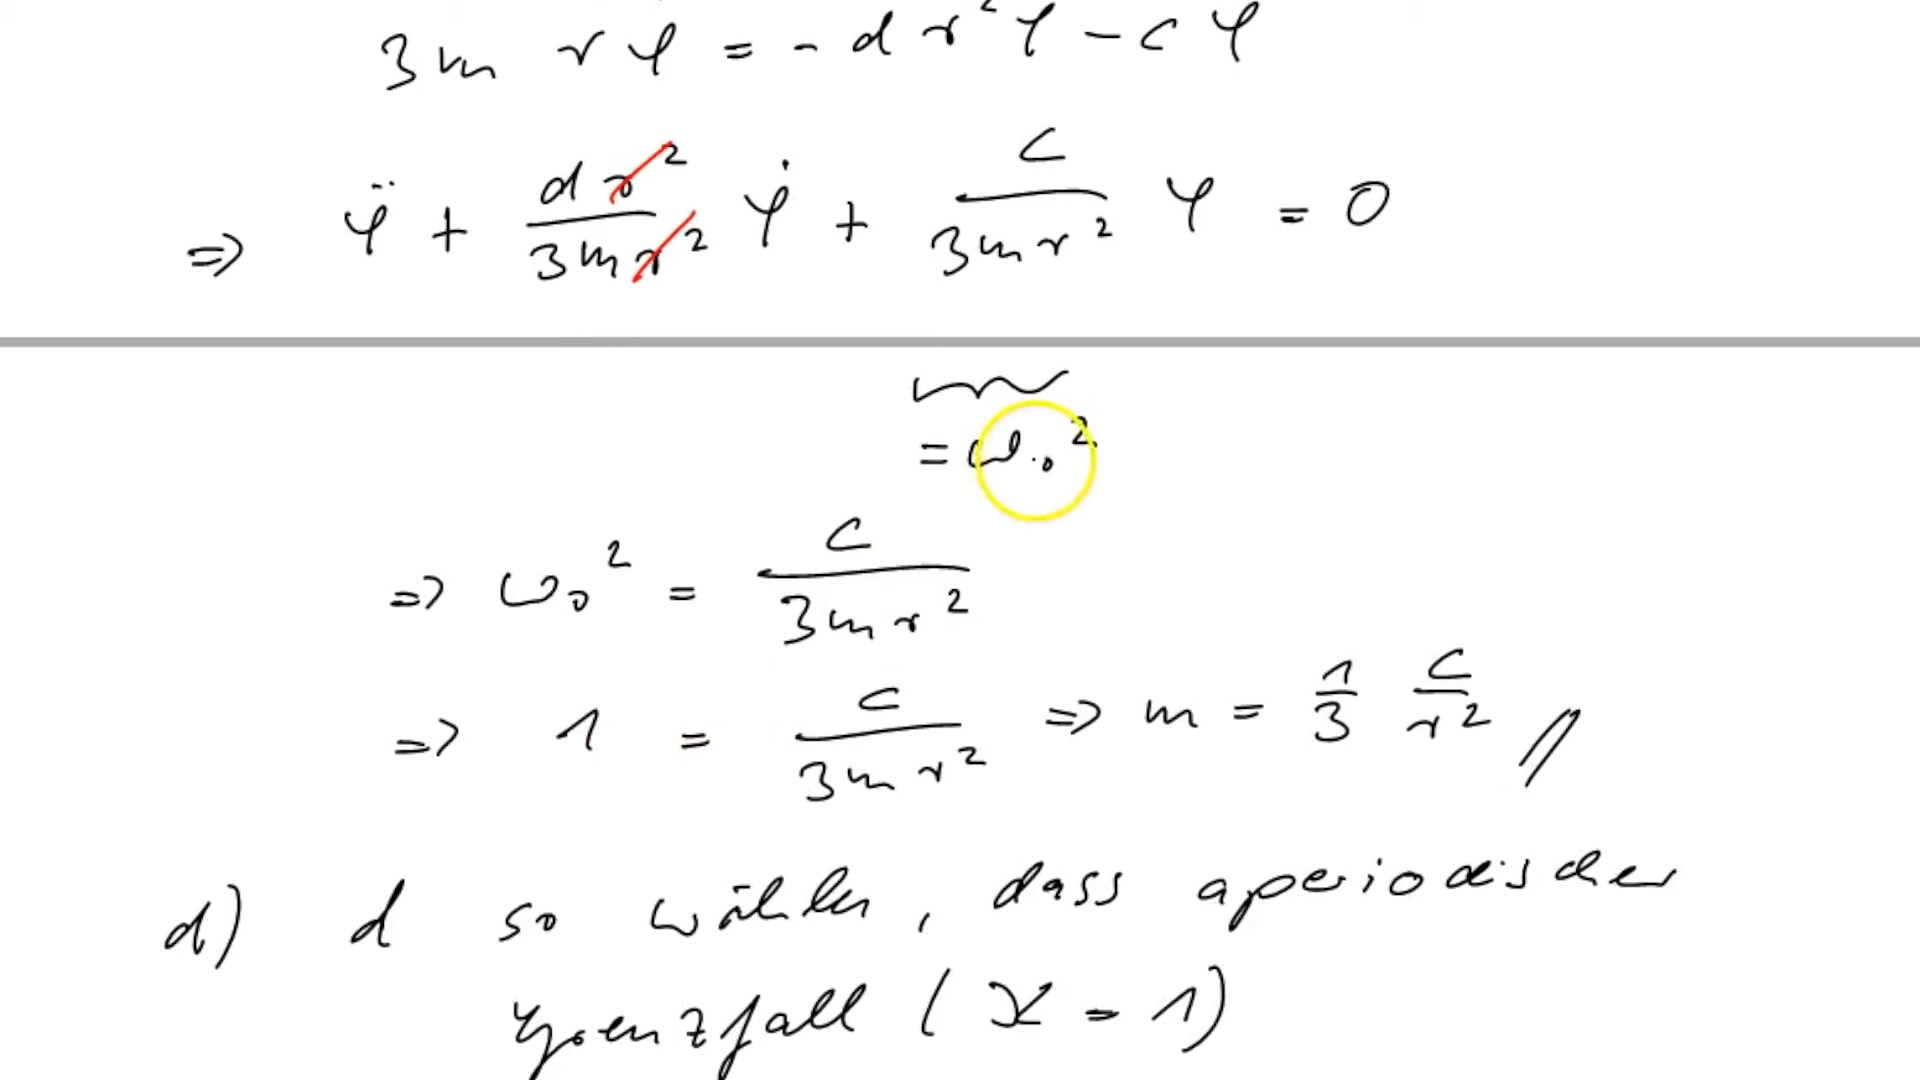 3m r φ = - d r² φ - c φ
=> φ̈ + (d r²)/(3m r²) φ̇ + c/(3m r²) φ = 0
= ω₀²
=> ω₀² = c/(3m r²)
=> 1 = c/(3m r²) => m = 1/3 c/r² //
d) d so wählen, dass aperiodischer
Grenzfall (ϰ = 1)